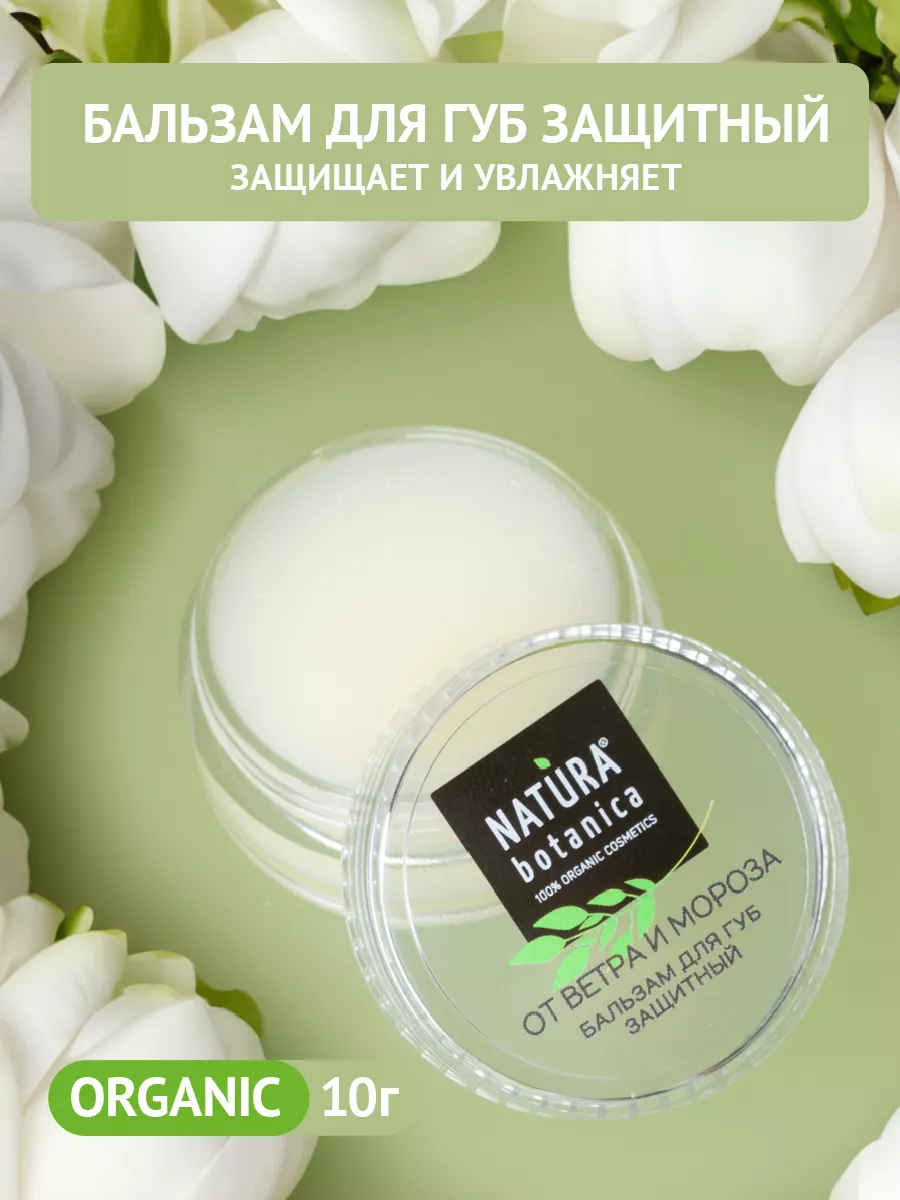 БАЛЬЗАМ ДЛЯ ГУБ ЗАЩИТНЫЙ
ЗАЩИЩАЕТ И УВЛАЖНЯЕТ
NATURA®
botanica
100% ORGANIC COSMETICS
ОТ ВЕТРА И МОРОЗА
БАЛЬЗАМ ДЛЯ ГУБ
ЗАЩИТНЫЙ
ORGANIC 10г